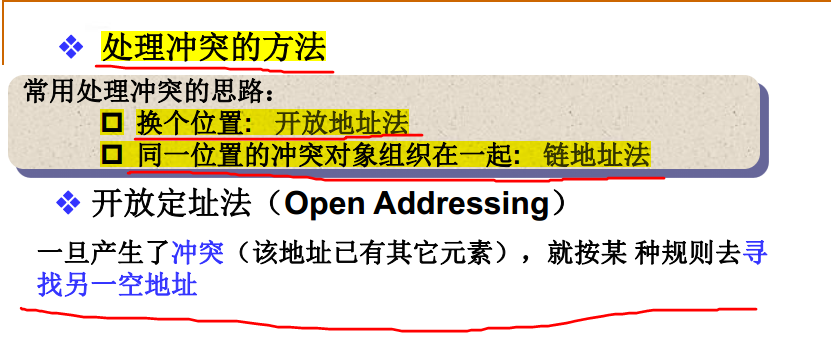 处理冲突的方法
常用处理冲突的思路：
换个位置： 开放地址法
同一位置的冲突对象组织在一起： 链地址法
开放定址法（Open Addressing）
一旦产生了冲突（该地址已有其它元素），就按某 种规则去寻
找另一空地址